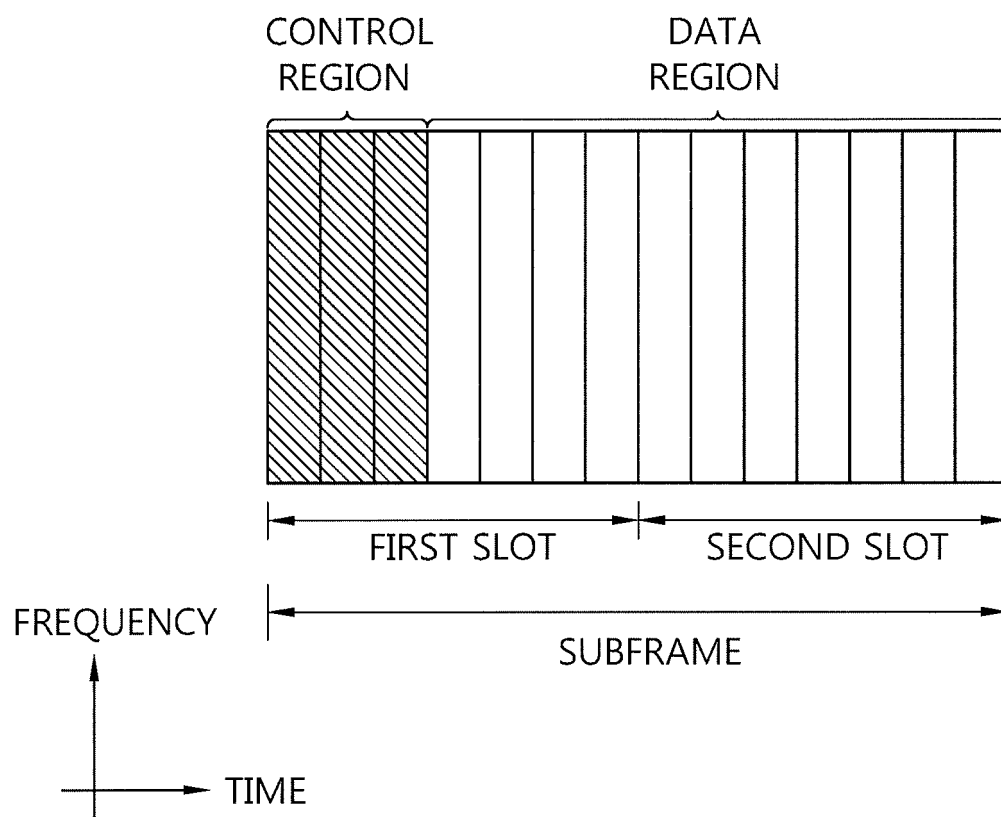 CONTROL
REGION
DATA
REGION
FIRST SLOT
SECOND SLOT
SUBFRAME
FREQUENCY
TIME